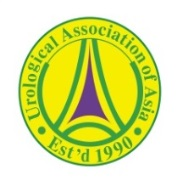 Urological Association of Asia
Est'd 1990